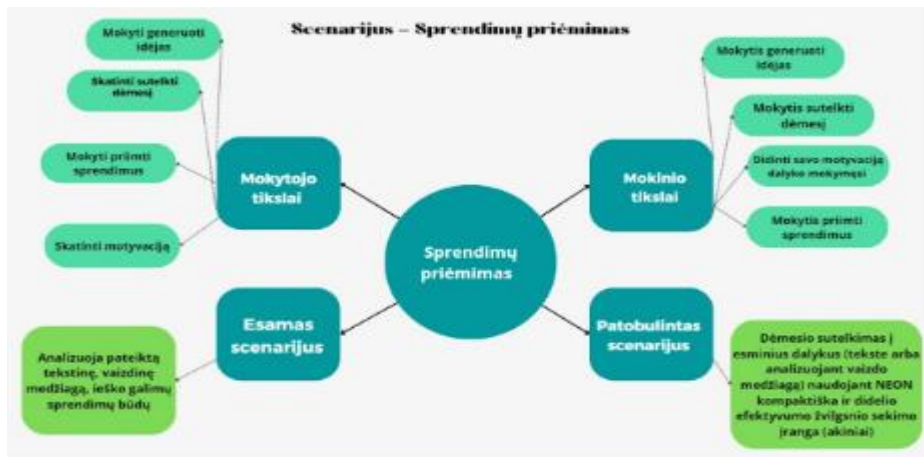 Scenarijus – Sprendimų priėmimas
Mokyti generuoti
idėjas
Skatinti sutelkti
dėmesį
Mokyti priimti
sprendimus
Skatinti motyvaciją
Mokytojo
tikslai
Mokinio
tikslai
Mokytis generuoti
idėjas
Mokytis sutelkti
dėmesį
Didinti savo motyvaciją
dalyko mokymąsi
Mokytis priimti
sprendimus
Sprendimų
priėmimas
Esamas
scenarijus
Analizuoja pateiktą
tekstinę, vaizdinę
medžiagą, ieško galimų
sprendimų būdų
Patobulintas
scenarijus
Dėmesio sutelkimas į
esminius dalykus (tekste arba
analizuojant vaizdo
medžiagą) naudojant NEON
kompaktiška ir didelio
efektyvumo žvilgsnio sekimo
įranga (akiniai)